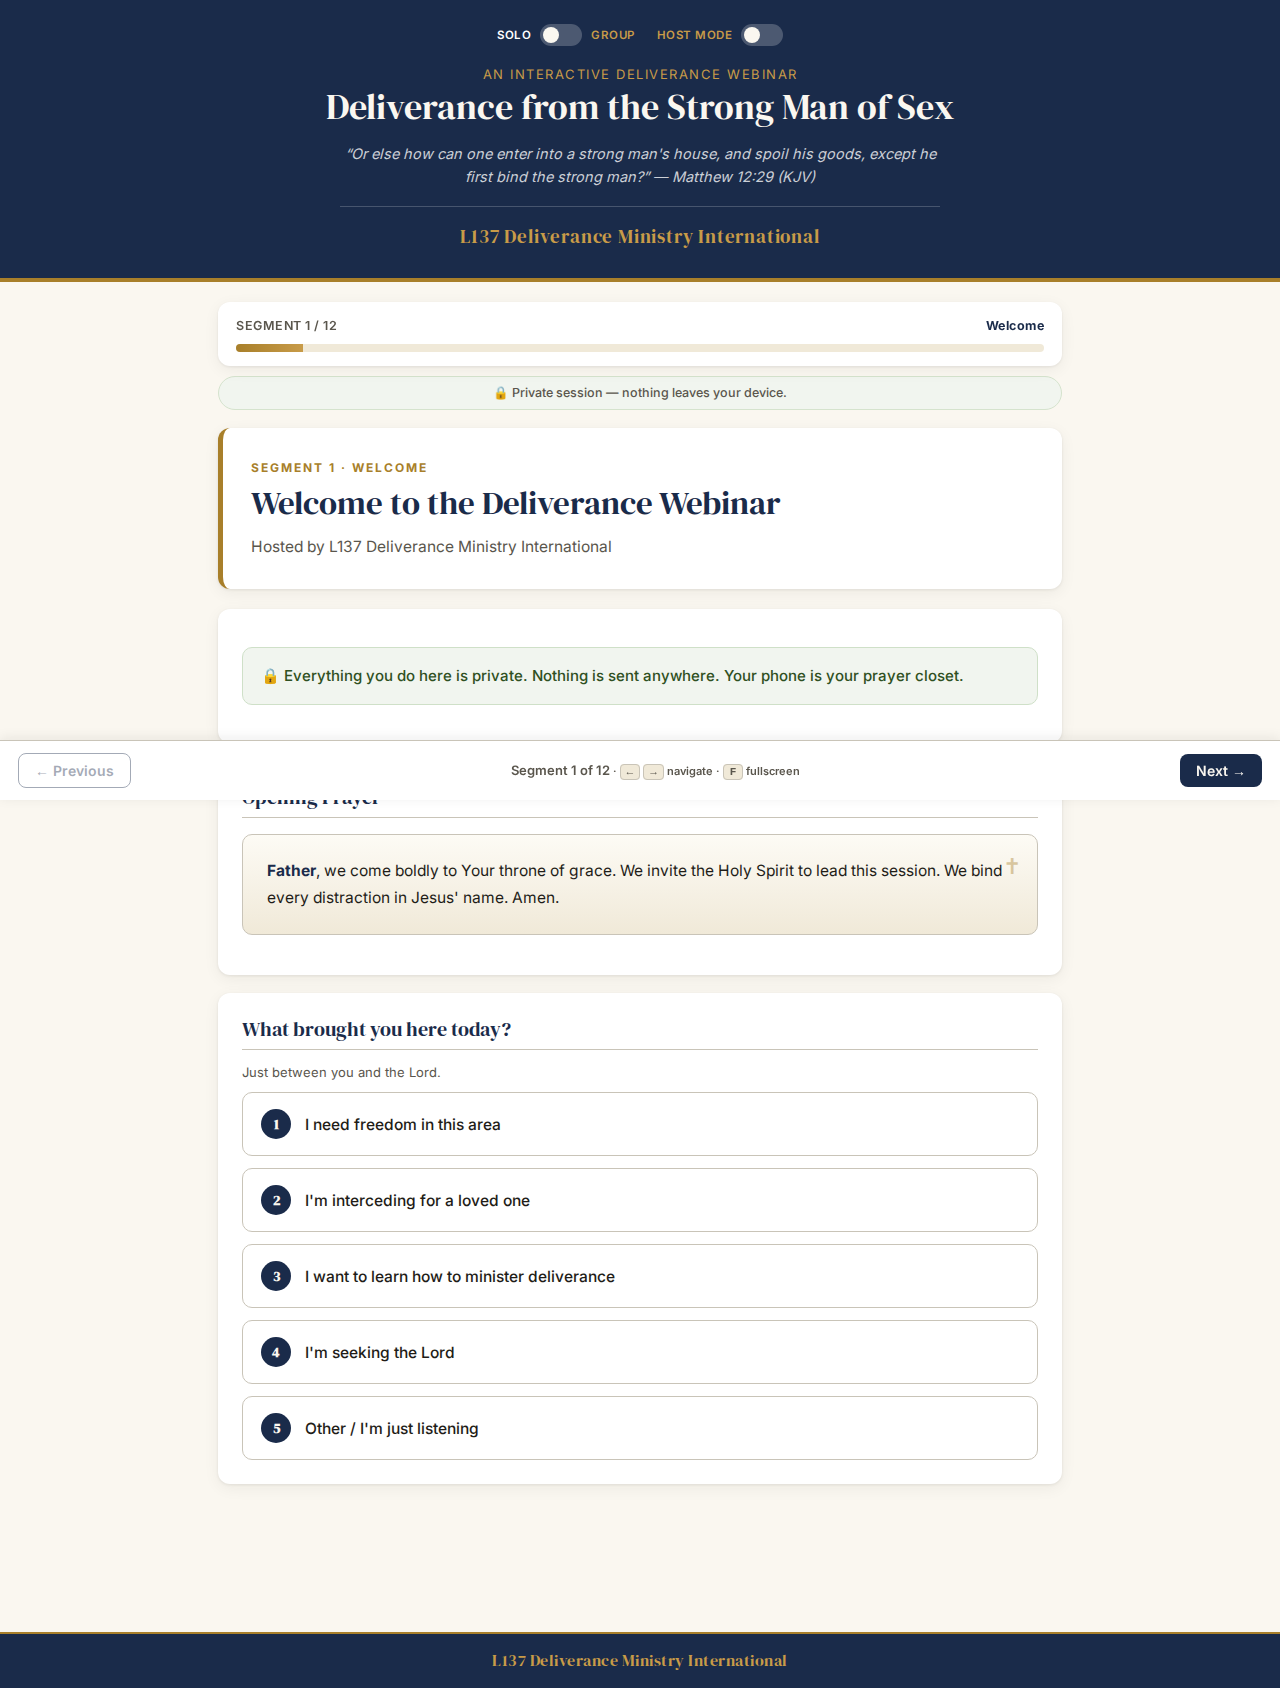 SOLO GROUP HOST MODE
AN INTERACTIVE DELIVERANCE WEBINAR
Deliverance from the Strong Man of Sex
“Or else how can one enter into a strong man's house, and spoil his goods, except he
first bind the strong man?” — Matthew 12:29 (KJV)
L137 Deliverance Ministry International
SEGMENT 1 / 12 Welcome
🔒 Private session — nothing leaves your device.
SEGMENT 1 · WELCOME
Welcome to the Deliverance Webinar
Hosted by L137 Deliverance Ministry International
🔒 Everything you do here is private. Nothing is sent anywhere. Your phone is your prayer closet.
← Previous Segment 1 of 12 · ← → navigate · F fullscreen Next →
Opening Prayer
Father, we come boldly to Your throne of grace. We invite the Holy Spirit to lead this session. We bind ✝
every distraction in Jesus' name. Amen.
What brought you here today?
Just between you and the Lord.
1 I need freedom in this area
2 I'm interceding for a loved one
3 I want to learn how to minister deliverance
4 I'm seeking the Lord
5 Other / I'm just listening
L137 Deliverance Ministry International